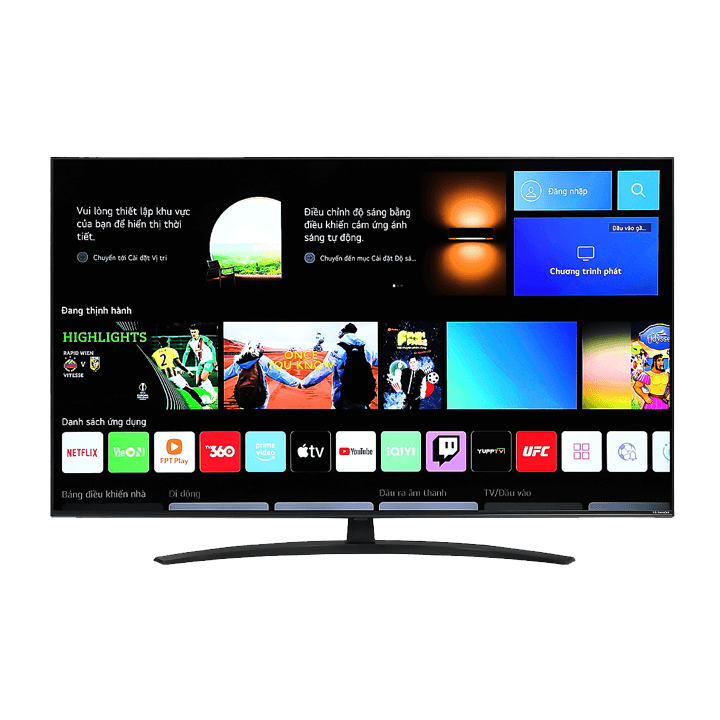 Vui lòng thiết lập khu vực
của bạn để hiển thị thời
tiết.
Chuyển tới Cài đặt Vị trí
Điều chỉnh độ sáng bằng
điều khiển cảm ứng ánh
sáng tự động.
Chuyển đến mục Cài đặt Độ sá...
Đăng nhập
Đầu vào gầ...
Chương trình phát
Đang thịnh hành
HIGHLIGHTS
RAPID WIEN
V
VITESSE
ONCE
YOU KNOW
Odysseus
Danh sách ứng dụng
NETFLIX
VieON
FPT Play
TV360
prime
video
tv
YouTube
iQIYI
YUPPTV
UFC
Bảng điều khiển nhà
Di động
Đầu ra âm thanh
TV/Đầu vào